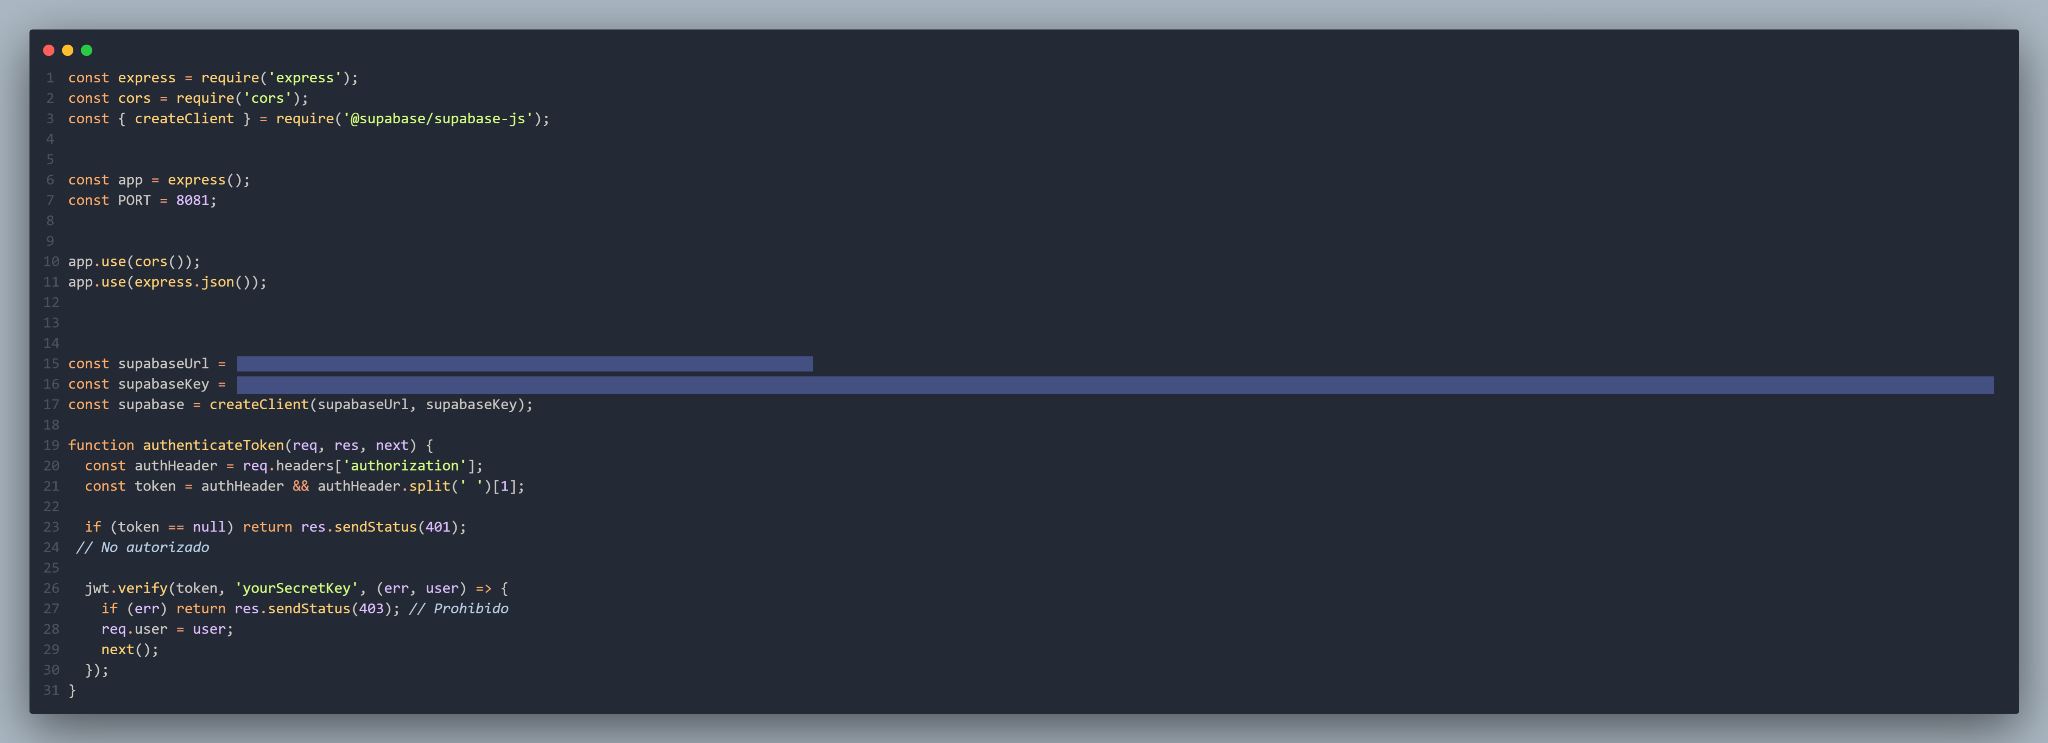 1 const express = require('express');
2 const cors = require('cors');
3 const { createClient } = require('@supabase/supabase-js');
4
5
6 const app = express();
7 const PORT = 8081;
8
9
10 app.use(cors());
11 app.use(express.json());
12
13
14
15 const supabaseUrl =
16 const supabaseKey =
17 const supabase = createClient(supabaseUrl, supabaseKey);
18
19 function authenticateToken(req, res, next) {
20   const authHeader = req.headers['authorization'];
21   const token = authHeader && authHeader.split(' ')[1];
22
23   if (token == null) return res.sendStatus(401);
24  // No autorizado
25
26   jwt.verify(token, 'yourSecretKey', (err, user) => {
27     if (err) return res.sendStatus(403); // Prohibido
28     req.user = user;
29     next();
30   });
31 }